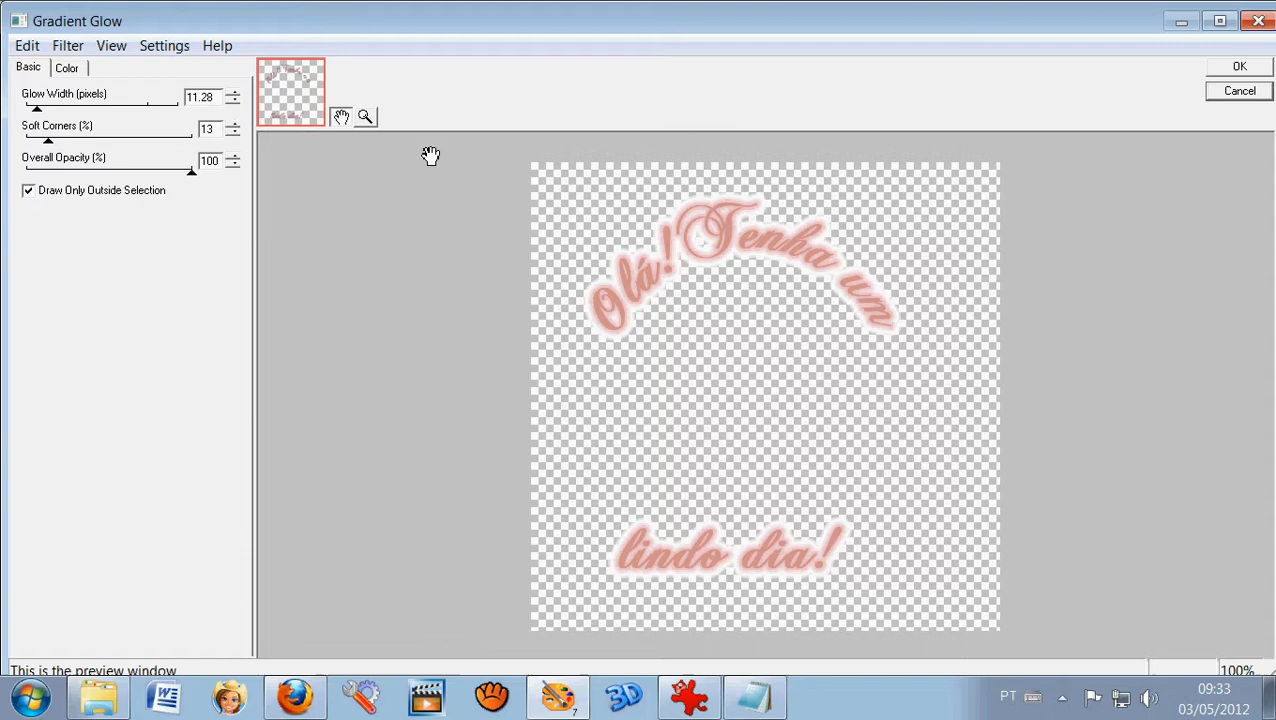 Gradient Glow
Edit Filter View Settings Help
Basic Color
Glow Width (pixels)
11.28
Soft Corners (%)
13
Overall Opacity (%)
100
Draw Only Outside Selection
OK
Cancel
Olá! Tenha um
lindo dia!
This is the preview window
100%
7
3D
PT
09:33
03/05/2012